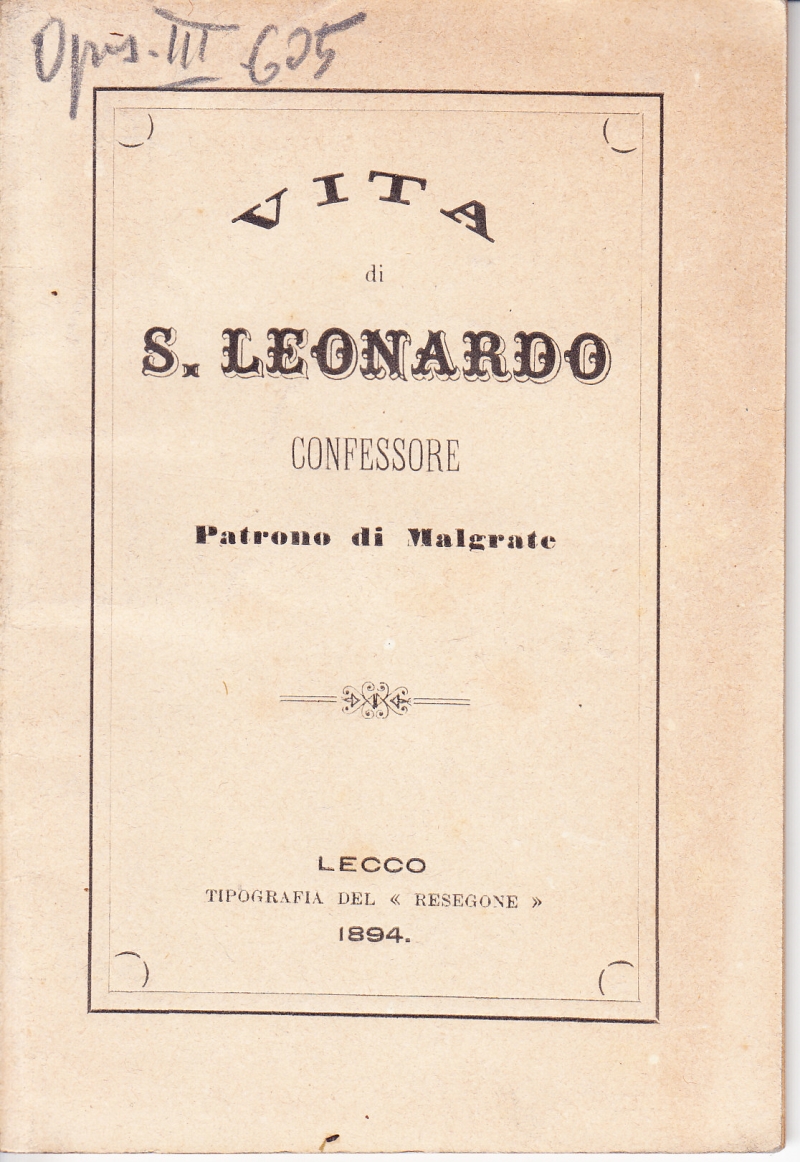 Opus. III 605
VITA
di
S. LEONARDO
CONFESSORE
Patrono di Malgrate
LECCO
TIPOGRAFIA DEL « RESEGONE »
1894.